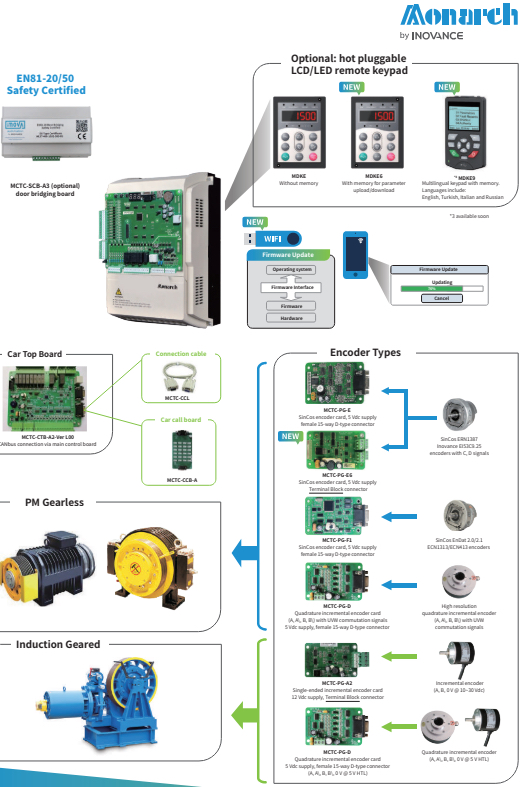 Monarch
by INOVANCE
EN81-20/50
Safety Certified
MCTC-SCB-A3 (optional)
door bridging board
Monarch
Optional: hot pluggable
LCD/LED remote keypad
NEW
NEW
MDKE
Without memory
MDKE6
With memory for parameter
upload/download
*³ MDKE9
Multilingual keypad with memory.
Languages include:
English, Turkish, Italian and Russian
*3 available soon
NEW
WIFI
Firmware Update
Operating system
Firmware Interface
Firmware
Hardware
Firmware Update
Updating
Cancel
Car Top Board
MCTC-CTB-A2-Ver L00
CANbus connection via main control board
Connection cable
MCTC-CCL
Car call board
MCTC-CCB-A
PM Gearless
Induction Geared
Encoder Types
MCTC-PG-E
SinCos encoder card, 5 Vdc supply
female 15-way D-type connector
NEW
MCTC-PG-E6
SinCos encoder card, 5 Vdc supply
Terminal Block connector
SinCos ERN1387
Inovance EI53C9.25
encoders with C, D signals
MCTC-PG-F1
SinCos encoder card, 5 Vdc supply
female 15-way D-type connector
SinCos EnDat 2.0/2.1
ECN1313/ECN413 encoders
MCTC-PG-D
Quadrature incremental encoder card
(A, A\, B, B\) with UVW commutation signals
5 Vdc supply, female 15-way D-type connector
High resolution
quadrature incremental encoder
(A, A\, B, B\) with UVW
commutation signals
MCTC-PG-A2
Single-ended incremental encoder card
12 Vdc supply, Terminal Block connector
Incremental encoder
(A, B, 0 V @ 10–30 Vdc)
MCTC-PG-D
Quadrature incremental encoder card
5 Vdc supply, female 15-way D-type connector
(A, A\, B, B\, 0 V @ 5 V HTL)
Quadrature incremental encoder
(A, A\, B, B\, 0 V @ 5 V HTL)